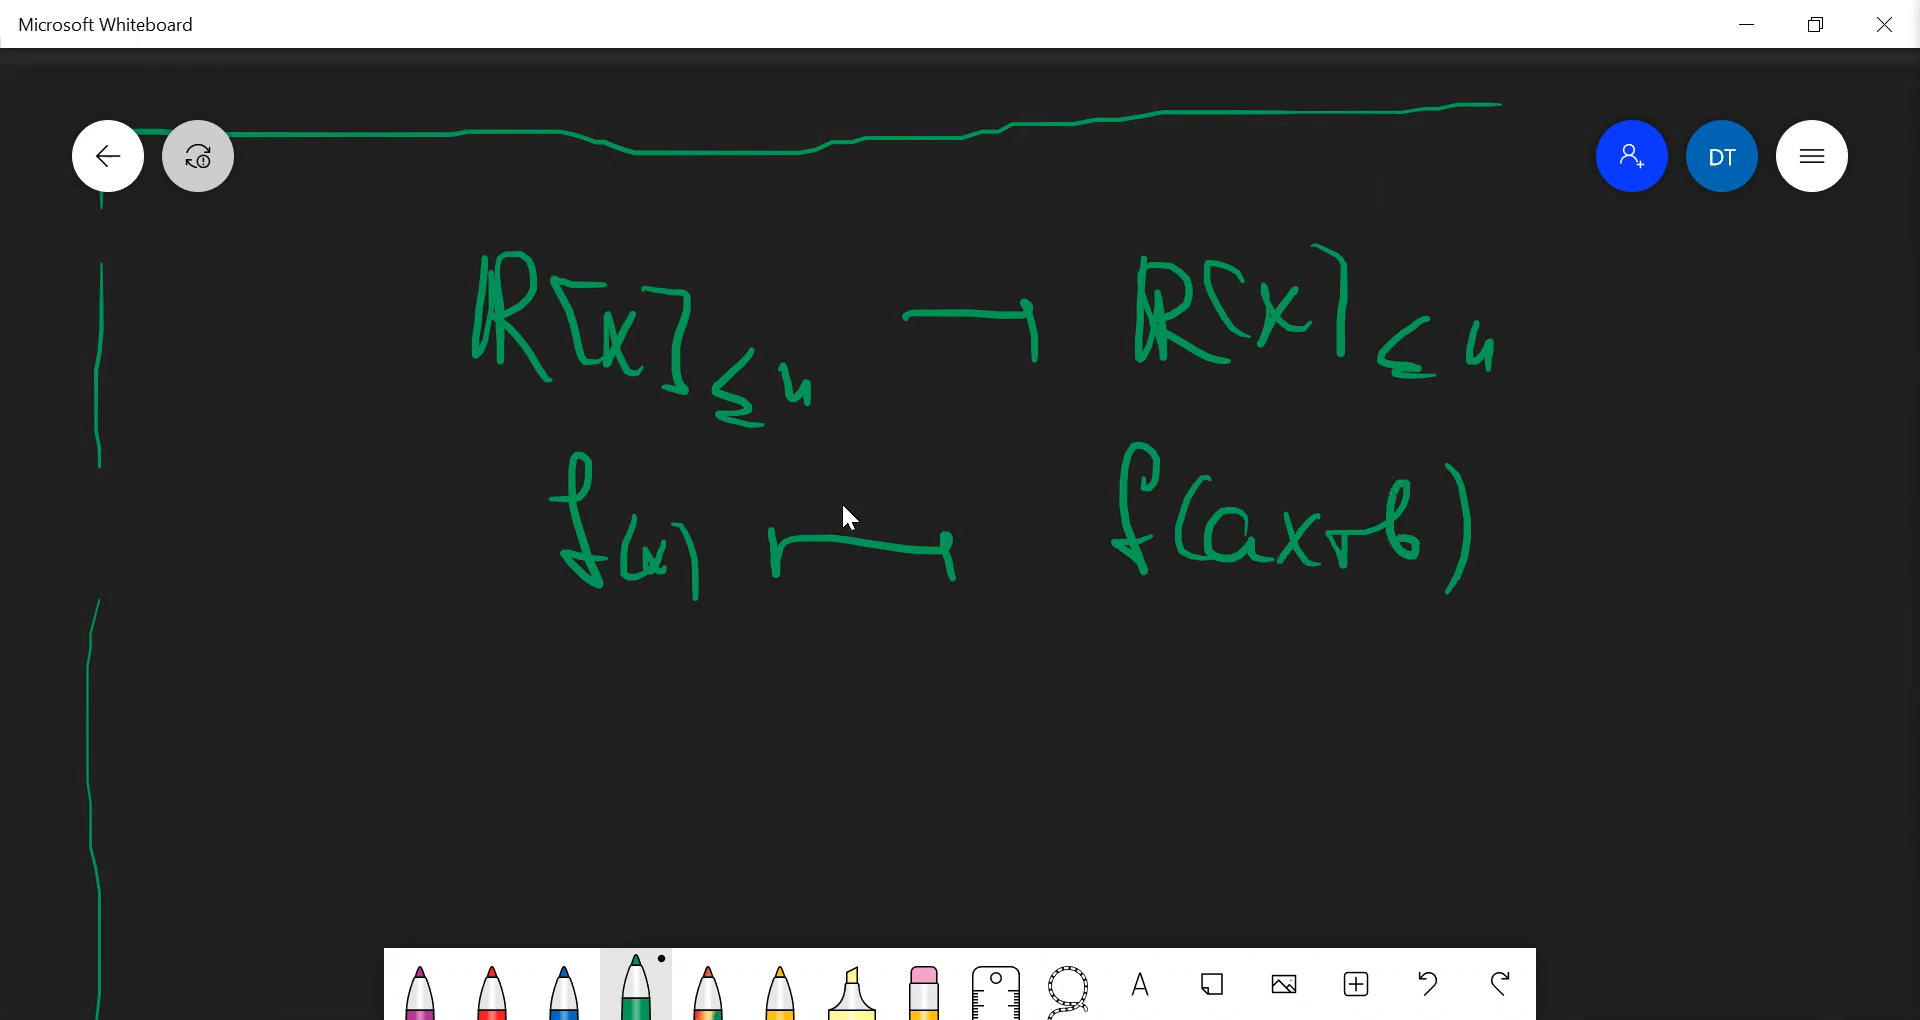 Microsoft Whiteboard
DT
ℝ[x]≤n → ℝ[x]≤n
f(x) ↦ f(ax+b)
A